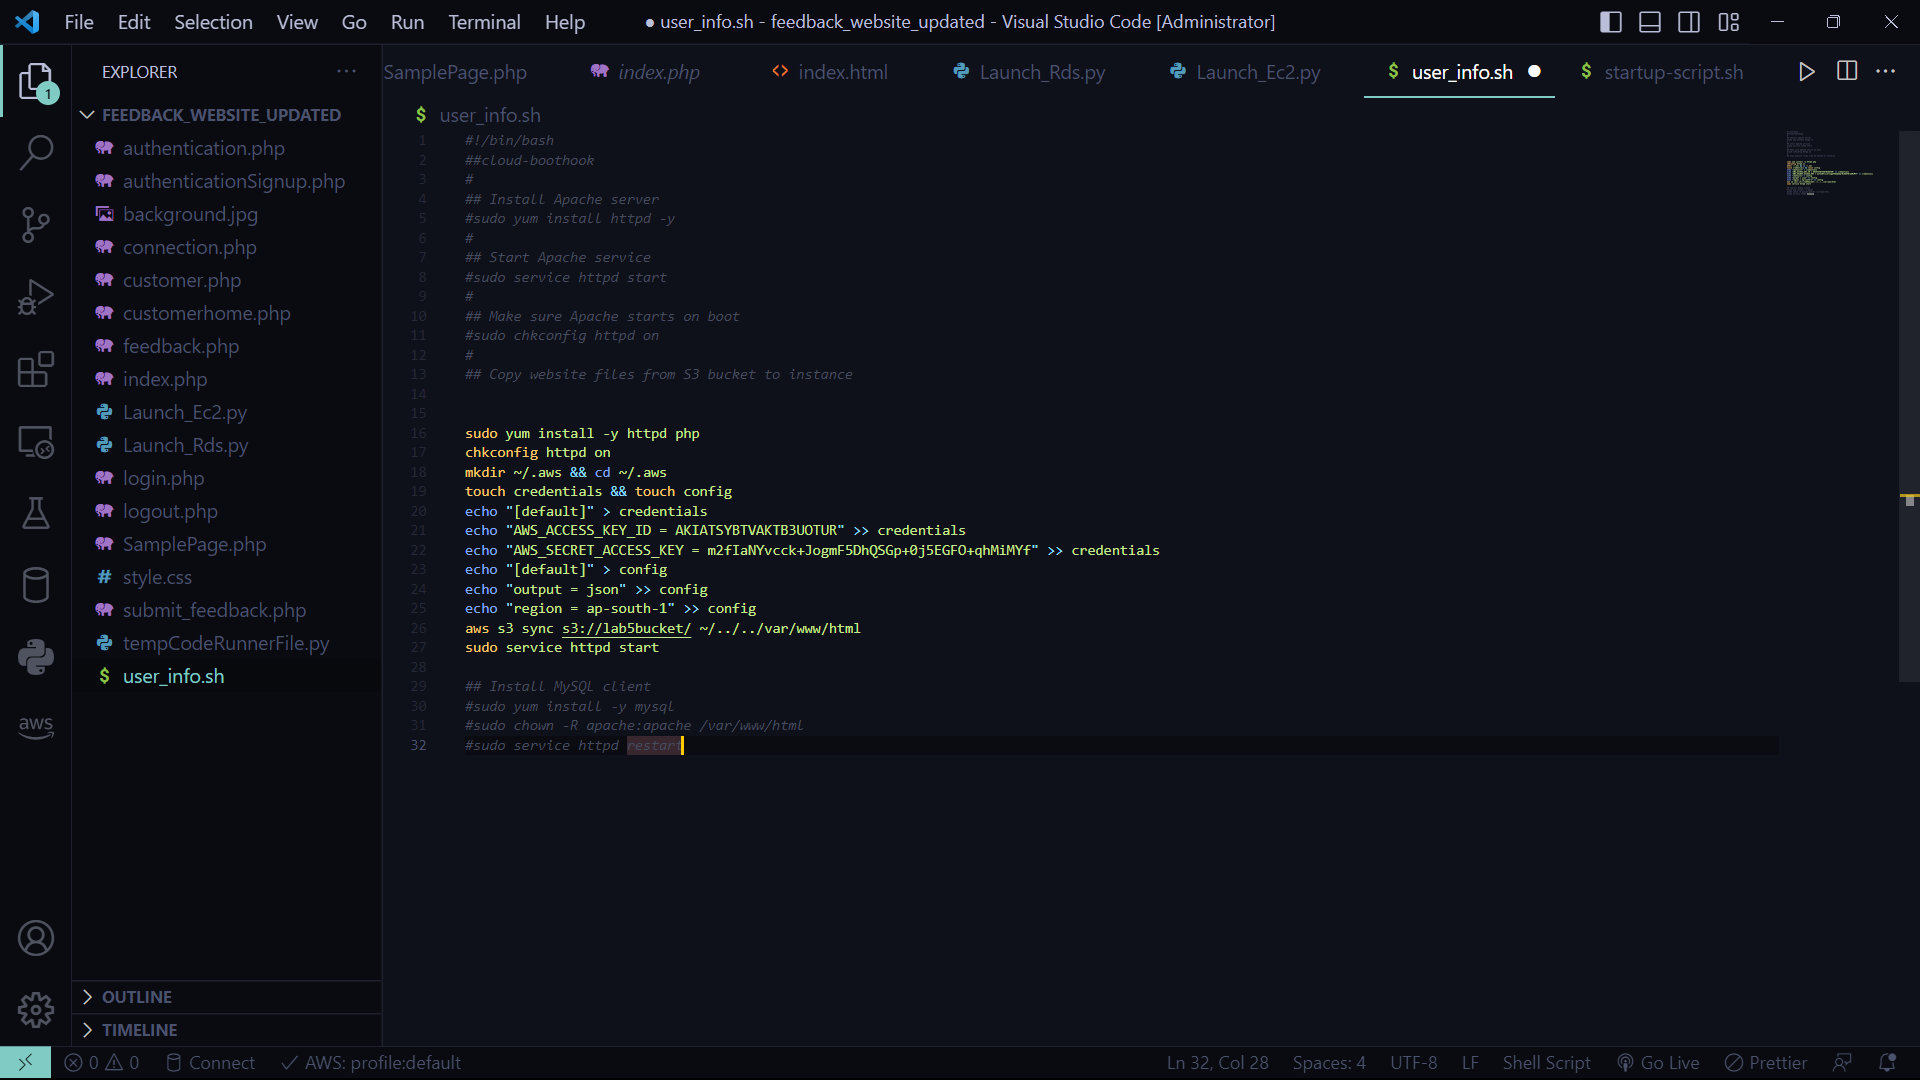 File Edit Selection View Go Run Terminal Help
● user_info.sh - feedback_website_updated - Visual Studio Code [Administrator]
EXPLORER
SamplePage.php index.php index.html Launch_Rds.py Launch_Ec2.py user_info.sh startup-script.sh
1
FEEDBACK_WEBSITE_UPDATED
authentication.php
authenticationSignup.php
background.jpg
connection.php
customer.php
customerhome.php
feedback.php
index.php
Launch_Ec2.py
Launch_Rds.py
login.php
logout.php
SamplePage.php
style.css
submit_feedback.php
tempCodeRunnerFile.py
user_info.sh
aws
OUTLINE
TIMELINE
user_info.sh
1 #!/bin/bash
2 ##cloud-boothook
3 #
4 ## Install Apache server
5 #sudo yum install httpd -y
6 #
7 ## Start Apache service
8 #sudo service httpd start
9 #
10 ## Make sure Apache starts on boot
11 #sudo chkconfig httpd on
12 #
13 ## Copy website files from S3 bucket to instance
14
15
16 sudo yum install -y httpd php
17 chkconfig httpd on
18 mkdir ~/.aws && cd ~/.aws
19 touch credentials && touch config
20 echo "[default]" > credentials
21 echo "AWS_ACCESS_KEY_ID = AKIATSYBTVAKTB3UOTUR" >> credentials
22 echo "AWS_SECRET_ACCESS_KEY = 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" >> credentials
23 echo "[default]" > config
24 echo "output = json" >> config
25 echo "region = ap-south-1" >> config
26 aws s3 sync s3://lab5bucket/ ~/../../var/www/html
27 sudo service httpd start
28
29 ## Install MySQL client
30 #sudo yum install -y mysql
31 #sudo chown -R apache:apache /var/www/html
32 #sudo service httpd restart
0 0 Connect AWS: profile:default
Ln 32, Col 28 Spaces: 4 UTF-8 LF Shell Script Go Live Prettier